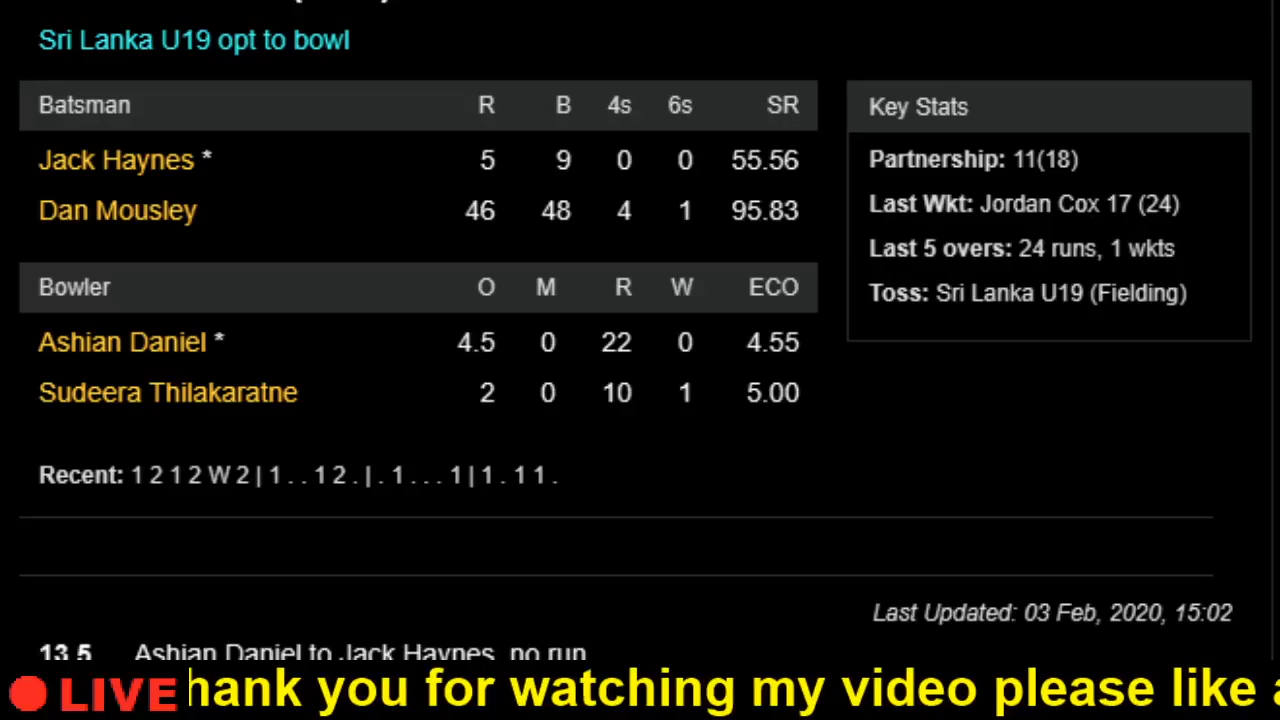 Sri Lanka U19 opt to bowl
Batsman R B 4s 6s SR
Jack Haynes * 5 9 0 0 55.56
Dan Mousley 46 48 4 1 95.83
Bowler O M R W ECO
Ashian Daniel * 4.5 0 22 0 4.55
Sudeera Thilakaratne 2 0 10 1 5.00
Key Stats
Partnership: 11(18)
Last Wkt: Jordan Cox 17 (24)
Last 5 overs: 24 runs, 1 wkts
Toss: Sri Lanka U19 (Fielding)
Recent: 1 2 1 2 W 2 | 1 . . 1 2 . | . 1 . . . 1 | 1 . 1 1 .
Last Updated: 03 Feb, 2020, 15:02
13.5 Ashian Daniel to Jack Haynes, no run
LIVE hank you for watching my video please like